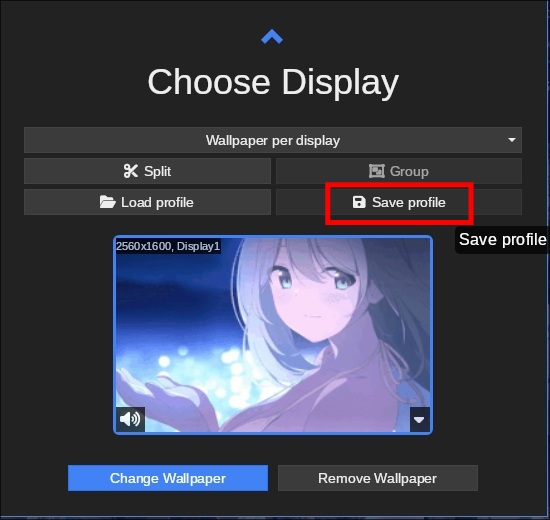 Choose Display
Wallpaper per display
Split
Group
Load profile
Save profile
Save profile
2560x1600, Display1
Change Wallpaper
Remove Wallpaper